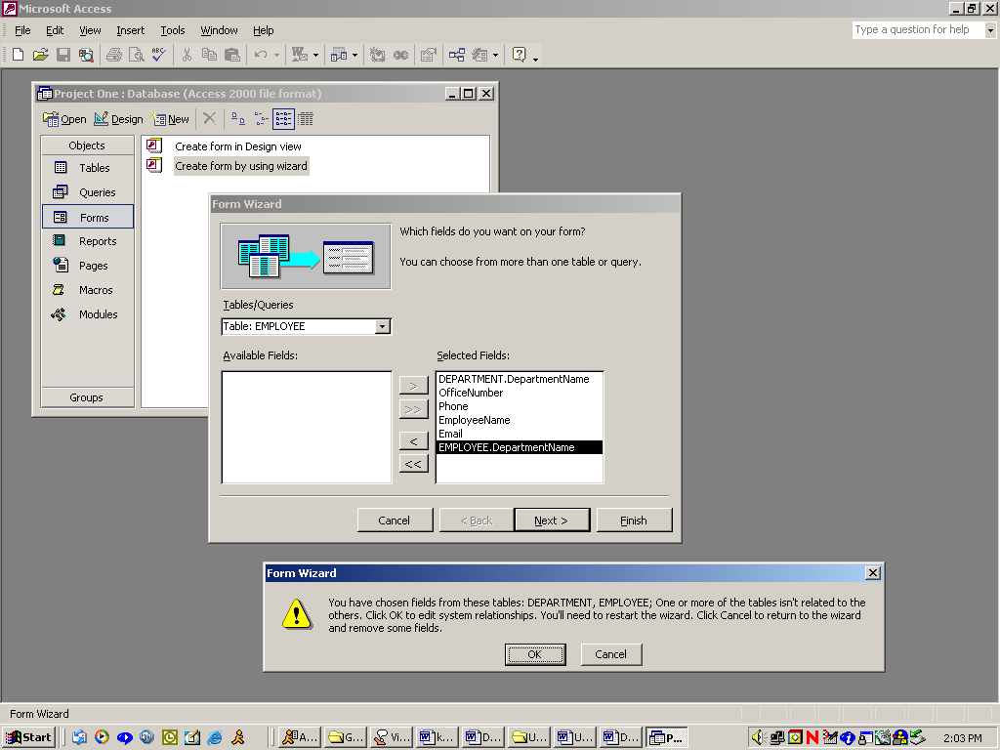 Microsoft Access
File Edit View Insert Tools Window Help
Type a question for help
Project One : Database (Access 2000 file format)
Open Design New
Objects
Tables
Queries
Forms
Reports
Pages
Macros
Modules
Groups
Create form in Design view
Create form by using wizard
Form Wizard
Which fields do you want on your form?
You can choose from more than one table or query.
Tables/Queries
Table: EMPLOYEE
Available Fields:
Selected Fields:
>
>>
<
<<
DEPARTMENT.DepartmentName
OfficeNumber
Phone
EmployeeName
Email
EMPLOYEE.DepartmentName
Cancel < Back Next > Finish
Form Wizard
You have chosen fields from these tables: DEPARTMENT, EMPLOYEE; One or more of the tables isn't related to the
others. Click OK to edit system relationships. You'll need to restart the wizard. Click Cancel to return to the wizard
and remove some fields.
OK Cancel
Form Wizard
Start A... G... Vi... k... D... U... U... D... P... 2:03 PM